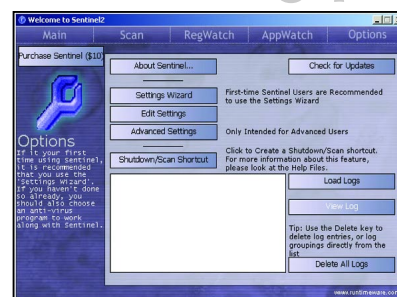 Welcome to Sentinel2
Main
Scan
RegWatch
AppWatch
Options
Purchase Sentinel ($10)
About Sentinel...
Check for Updates
Settings Wizard
First-time Sentinel Users are Recommended
to use the Settings Wizard
Edit Settings
Advanced Settings
Only Intended for Advanced Users
Shutdown/Scan Shortcut
Click to Create a Shutdown/Scan shortcut.
For more information about this feature,
please look at the Help Files.
Options
If it your first
time using Sentinel,
it is recommended
that you use the
'Settings Wizard'.
If you haven't done
so already, you
should also choose
an anti-virus
program to work
along with Sentinel.
Load Logs
View Log
Tip: Use the Delete key to
delete log entries, or log
groupings directly from the
list
Delete All Logs
www.runtimeware.com